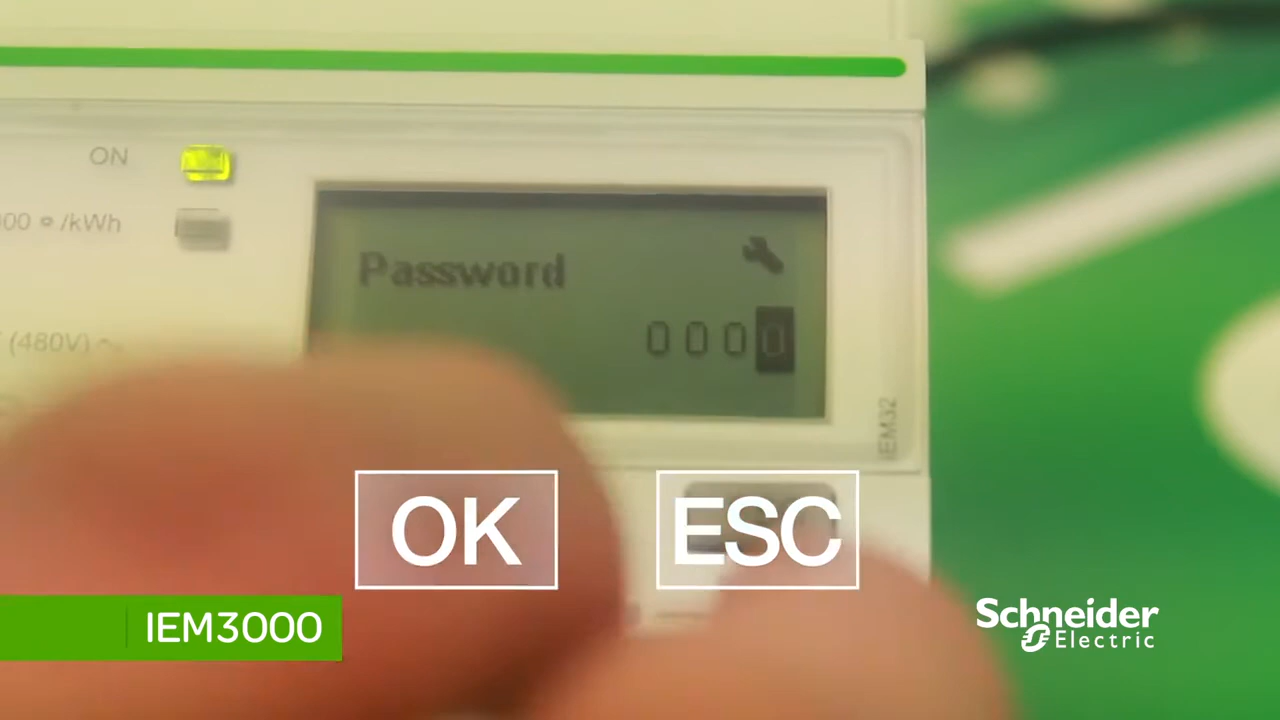 ON
/kWh
Password
(480V)
0000
IEM32
OK
ESC
IEM3000
Schneider
Electric